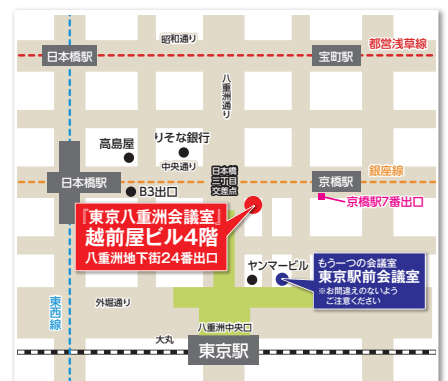 昭和通り
都営浅草線
日本橋駅
宝町駅
八重洲通り
高島屋
りそな銀行
中央通り
日本橋
三丁目
交差点
銀座線
日本橋駅
B3出口
京橋駅
京橋駅7番出口
『東京八重洲会議室』
越前屋ビル4階
八重洲地下街24番出口
ヤンマービル
もう一つの会議室
東京駅前会議室
※お間違えのないよう
ご注意ください
東西線
外堀通り
八重洲中央口
大丸
東京駅